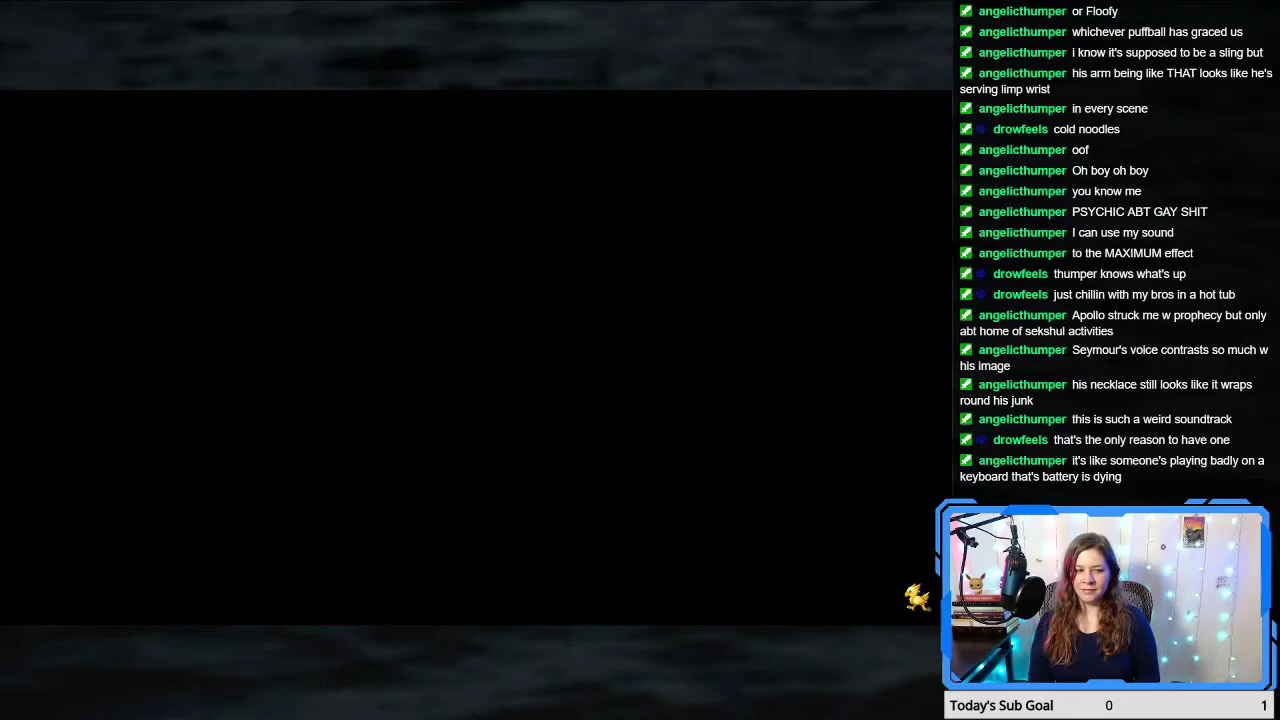 angelicthumper or Floofy
angelicthumper whichever puffball has graced us
angelicthumper i know it's supposed to be a sling but
angelicthumper his arm being like THAT looks like he's
serving limp wrist
angelicthumper in every scene
drowfeels cold noodles
angelicthumper oof
angelicthumper Oh boy oh boy
angelicthumper you know me
angelicthumper PSYCHIC ABT GAY SHIT
angelicthumper I can use my sound
angelicthumper to the MAXIMUM effect
drowfeels thumper knows what's up
drowfeels just chillin with my bros in a hot tub
angelicthumper Apollo struck me w prophecy but only
abt home of sekshul activities
angelicthumper Seymour's voice contrasts so much w
his image
angelicthumper his necklace still looks like it wraps
round his junk
angelicthumper this is such a weird soundtrack
drowfeels that's the only reason to have one
angelicthumper it's like someone's playing badly on a
keyboard that's battery is dying
Today's Sub Goal 0 1